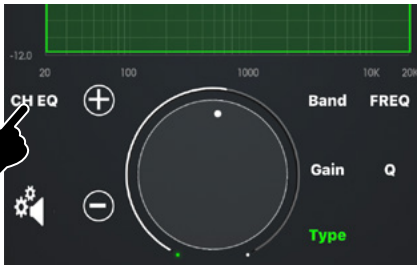 -12.0
20 100 1000 10K 20K
CH EQ Band FREQ
Gain Q
Type